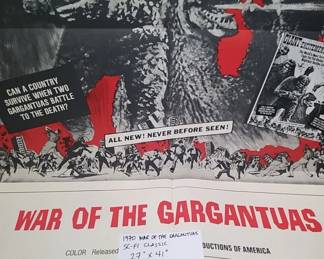 CAN A COUNTRY
SURVIVE WHEN TWO
GARGANTUAS BATTLE
TO THE DEATH?
ALL NEW! NEVER BEFORE SEEN!
WAR OF THE GARGANTUAS
1970 WAR OF THE GARGANTUAS
SC-FI CLASSIC
27" x 41"
COLOR Released
DUCTIONS OF AMERICA